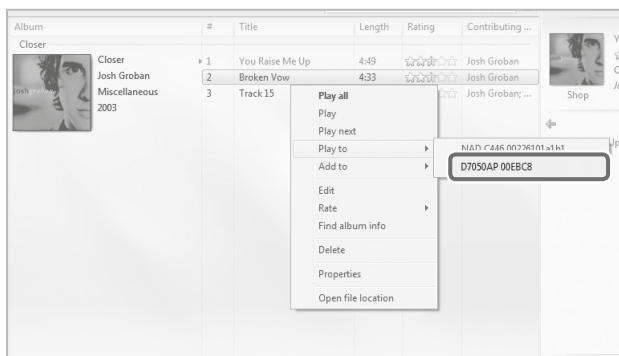 Album # Title Length Rating Contributing ...
Closer
Closer
Josh Groban
Miscellaneous
2003
1 You Raise Me Up 4:49 Josh Groban
2 Broken Vow 4:33 Josh Groban
3 Track 15 Josh Groban;
Play all
Play
Play next
Play to
Add to
Edit
Rate
Find album info
Delete
Properties
Open file location
NAD C446 00226101a1b1
D7050AP 00EBC8
Shop